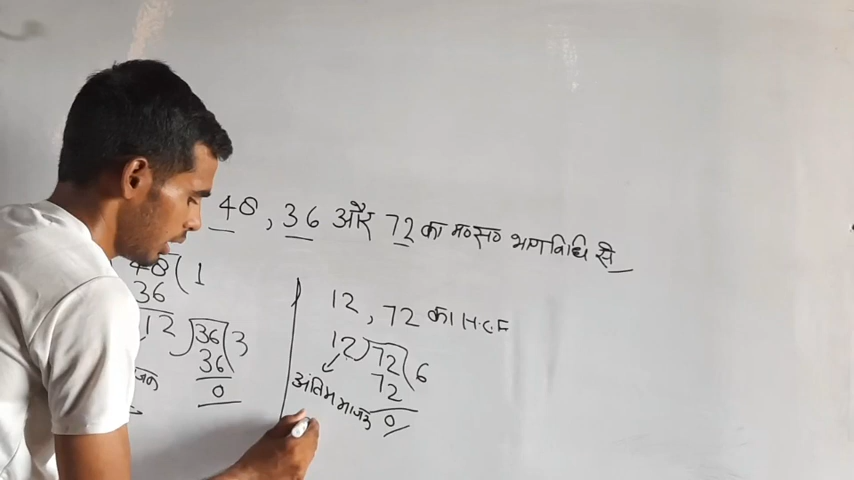 48, 36 और 72 का म०स० भाग विधि से
48 ( 1
36
12 ) 36 ( 3
36
0
12, 72 का H.C.F
12 ) 72 ( 6
72
0
अंतिम भाजक